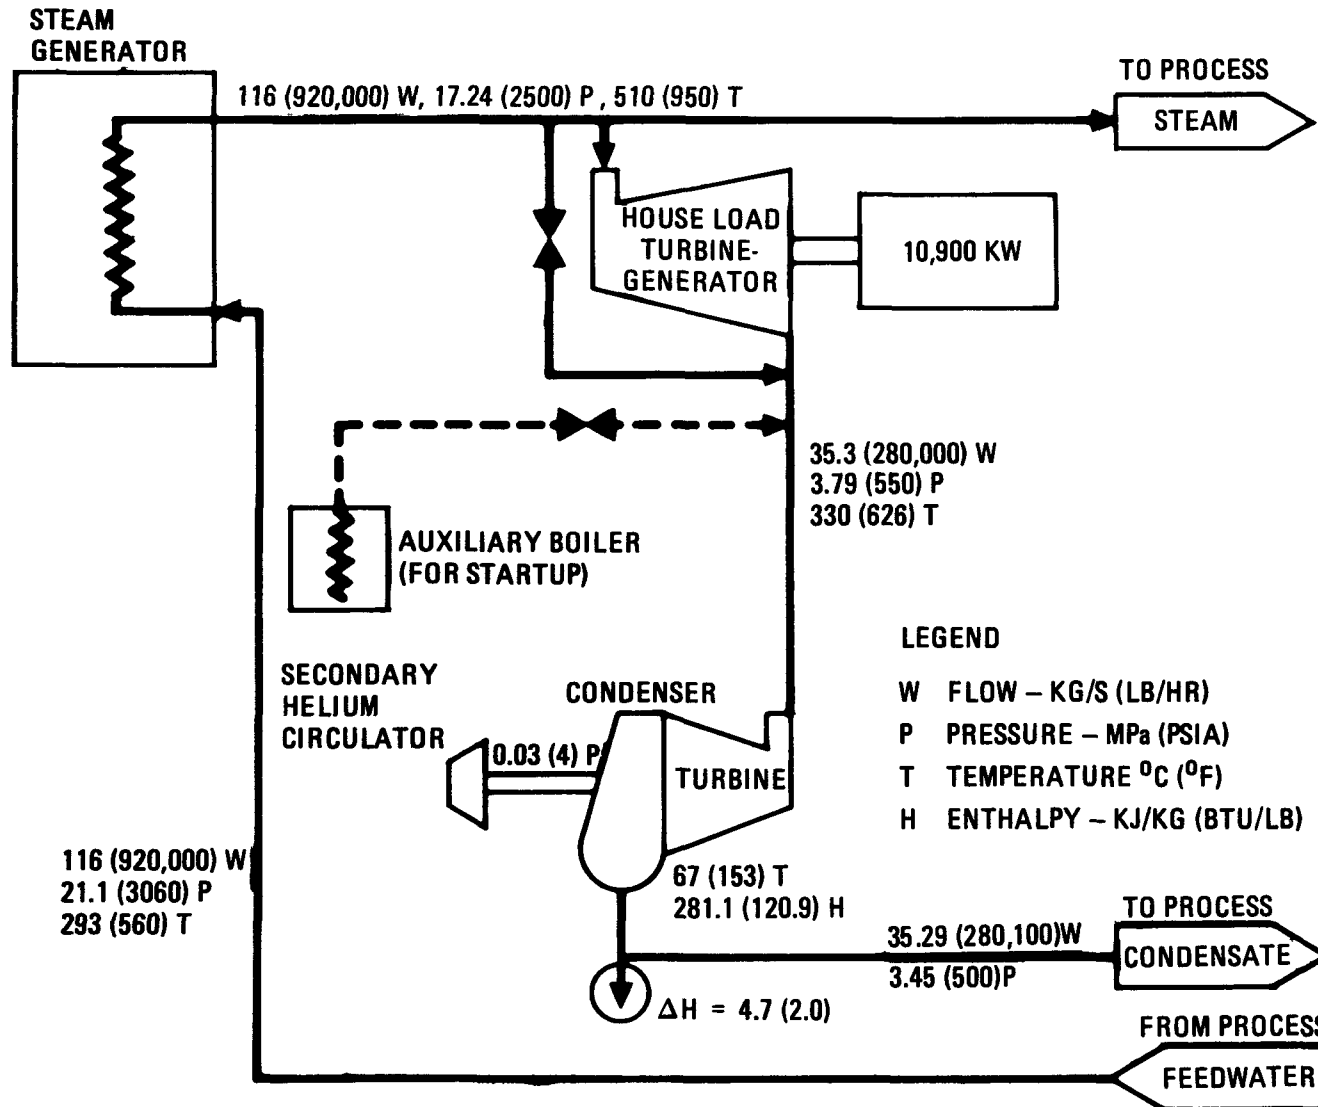 STEAM
GENERATOR
116 (920,000) W, 17.24 (2500) P , 510 (950) T
TO PROCESS
STEAM
HOUSE LOAD
TURBINE-
GENERATOR
10,900 KW
35.3 (280,000) W
3.79 (550) P
330 (626) T
AUXILIARY BOILER
(FOR STARTUP)
SECONDARY
HELIUM
CIRCULATOR
CONDENSER
0.03 (4) P
TURBINE
LEGEND
W FLOW – KG/S (LB/HR)
P PRESSURE – MPa (PSIA)
T TEMPERATURE ⁰C (⁰F)
H ENTHALPY – KJ/KG (BTU/LB)
116 (920,000) W
21.1 (3060) P
293 (560) T
67 (153) T
281.1 (120.9) H
35.29 (280,100)W
3.45 (500)P
TO PROCESS
CONDENSATE
ΔH = 4.7 (2.0)
FROM PROCESS
FEEDWATER